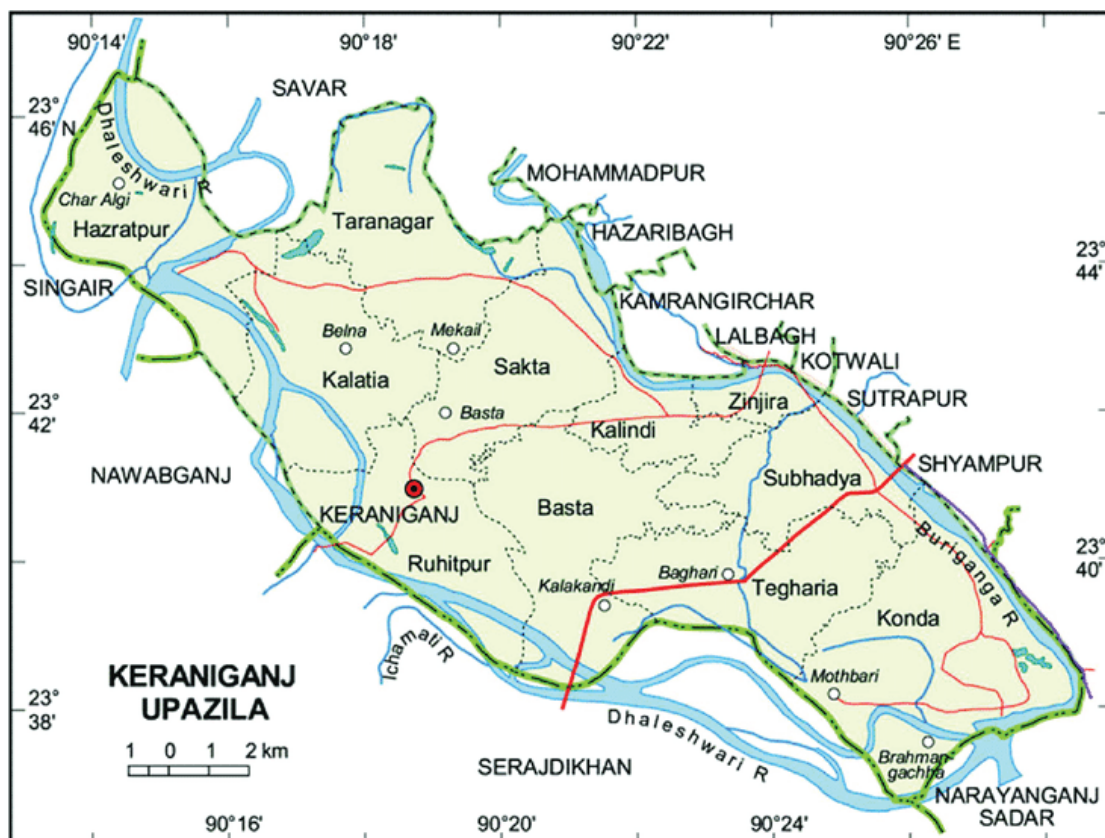 90°14'
90°18'
90°22'
90°26' E
23°
46' N
SAVAR
Dhaleshwari R
MOHAMMADPUR
Char Algi
Hazratpur
Taranagar
HAZARIBAGH
23°
44'
SINGAIR
KAMRANGIRCHAR
Belna
Mekail
LALBAGH
KOTWALI
Sakta
Kalatia
Zinjira
SUTRAPUR
23°
42'
Basta
Kalindi
NAWABGANJ
Subhadya
SHYAMPUR
KERANIGANJ
Basta
Buriganga R
23°
40'
Ruhitpur
Kalakandi
Baghari
Tegharia
Konda
Ichamati R
KERANIGANJ
UPAZILA
Mothbari
23°
38'
Dhaleshwari R
1 0 2 km
SERAJDIKHAN
Brahman
gachha
NARAYANGANJ
SADAR
90°16'
90°20'
90°24'